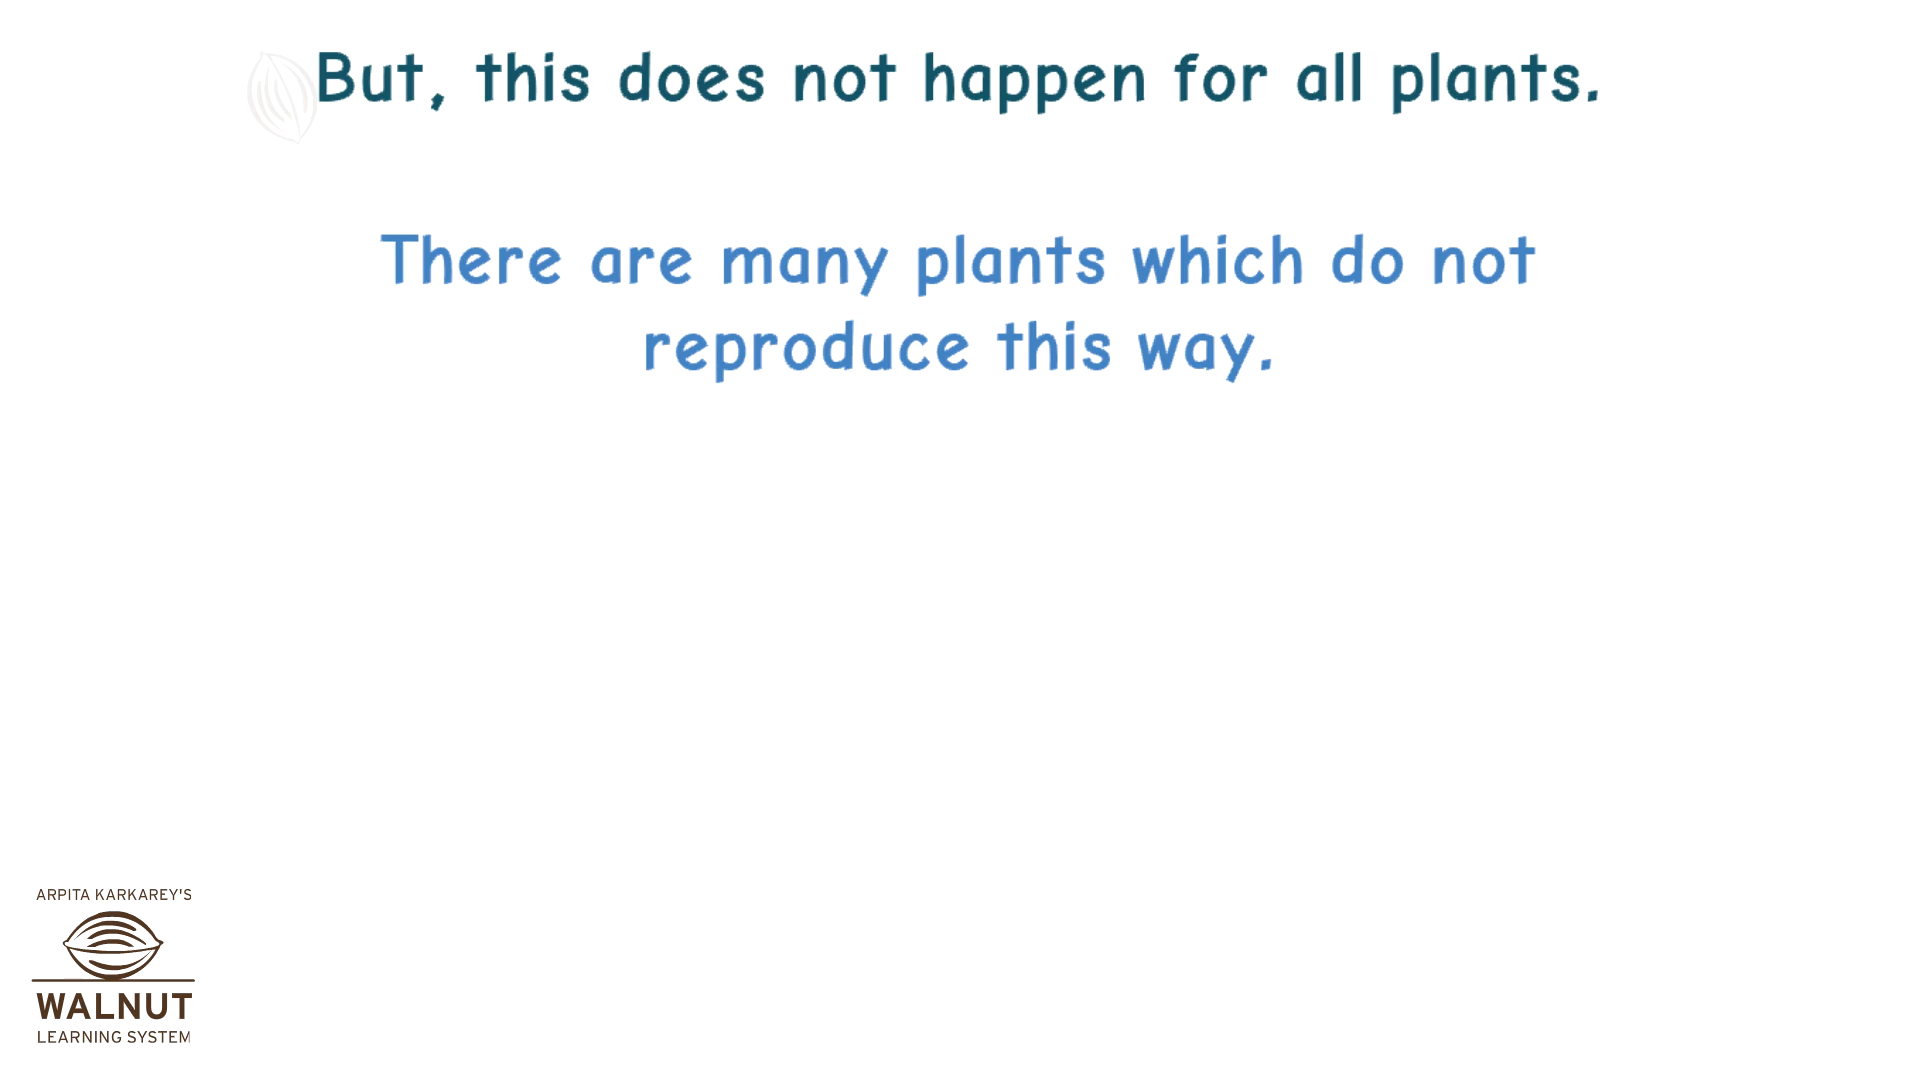 But, this does not happen for all plants.
There are many plants which do not
reproduce this way.
ARPITA KARKAREY'S
WALNUT
LEARNING SYSTEM